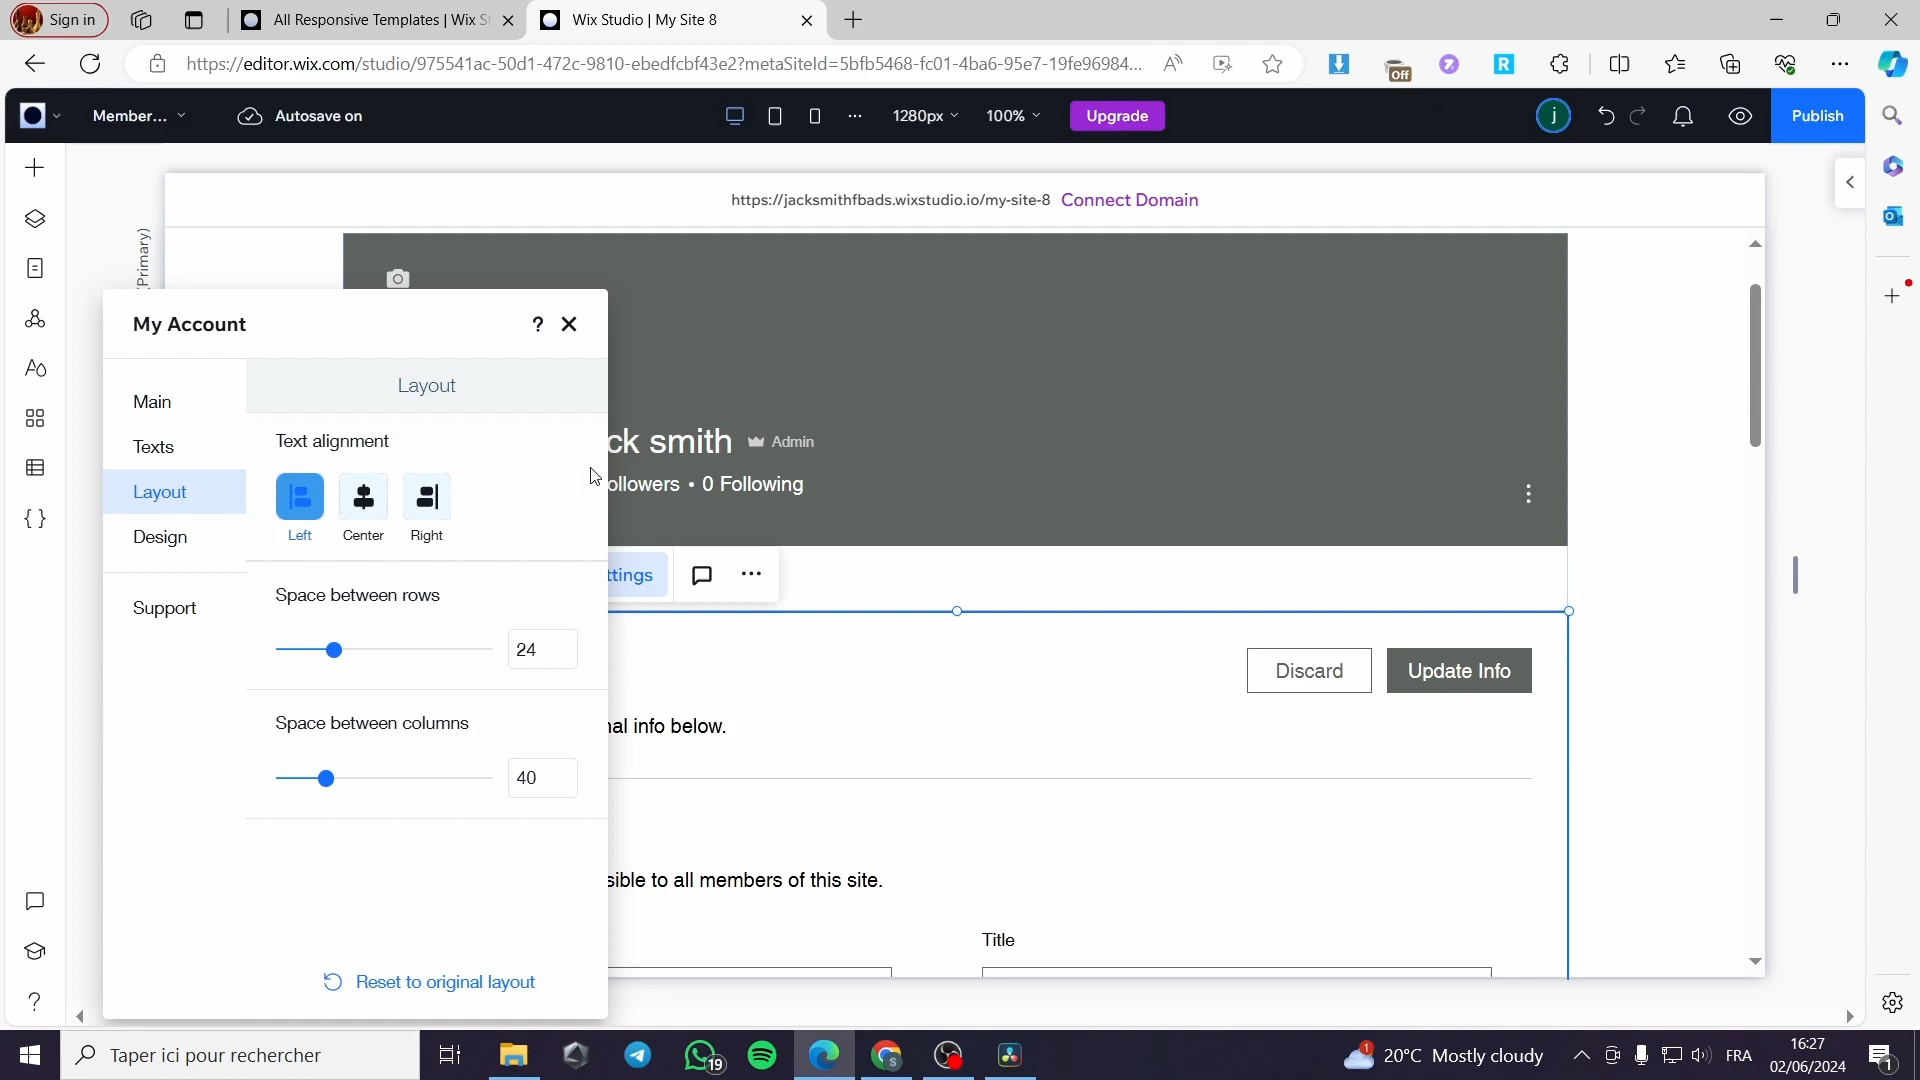 Sign in
All Responsive Templates | Wix S
Wix Studio | My Site 8
https://editor.wix.com/studio/975541ac-50d1-472c-9810-ebedfcbf43e2?metaSiteId=5bfb5468-fc01-4ba6-95e7-19fe96984...
Off
Member...
Autosave on
1280px
100%
Upgrade
j
Publish
https://jacksmithfbads.wixstudio.io/my-site-8 Connect Domain
(Primary)
My Account
?
Layout
Main
Texts
Layout
Design
Support
Text alignment
Left
Center
Right
Space between rows
24
Space between columns
40
Reset to original layout
ck smith
Admin
ollowers • 0 Following
ttings
Discard
Update Info
nal info below.
sible to all members of this site.
Title
Taper ici pour rechercher
19
1
20°C Mostly cloudy
FRA
16:27
02/06/2024
1